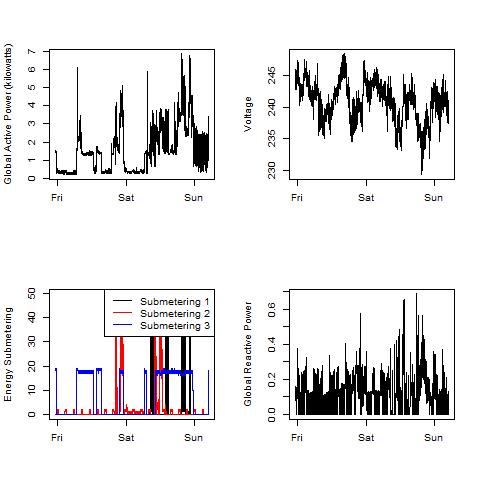 Global Active Power (kilowatts)
0 1 2 3 4 5 6 7
Fri Sat Sun
Voltage
230 235 240 245
Fri Sat Sun
Energy Submetering
0 10 20 30 40 50
Submetering 1
Submetering 2
Submetering 3
Fri Sat Sun
Global Reactive Power
0.0 0.2 0.4 0.6
Fri Sat Sun